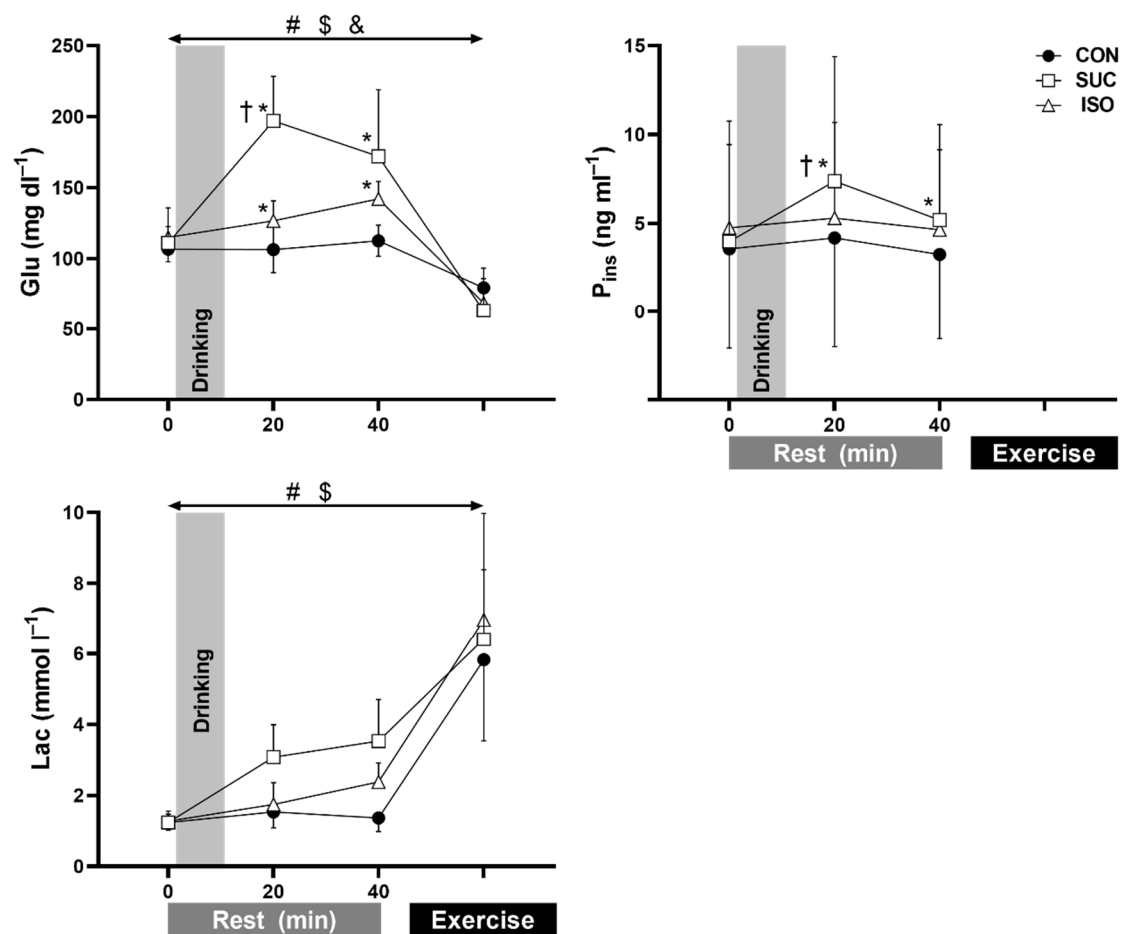 # $ &
250
200
150
100
50
0
Glu (mg dl⁻¹)
Drinking
† *
*
*
*
0 20 40
15
10
5
0
P_ins (ng ml⁻¹)
Drinking
† *
*
CON
SUC
ISO
0 20 40
Rest (min) Exercise
# $
10
8
6
4
2
0
Lac (mmol l⁻¹)
Drinking
0 20 40
Rest (min) Exercise